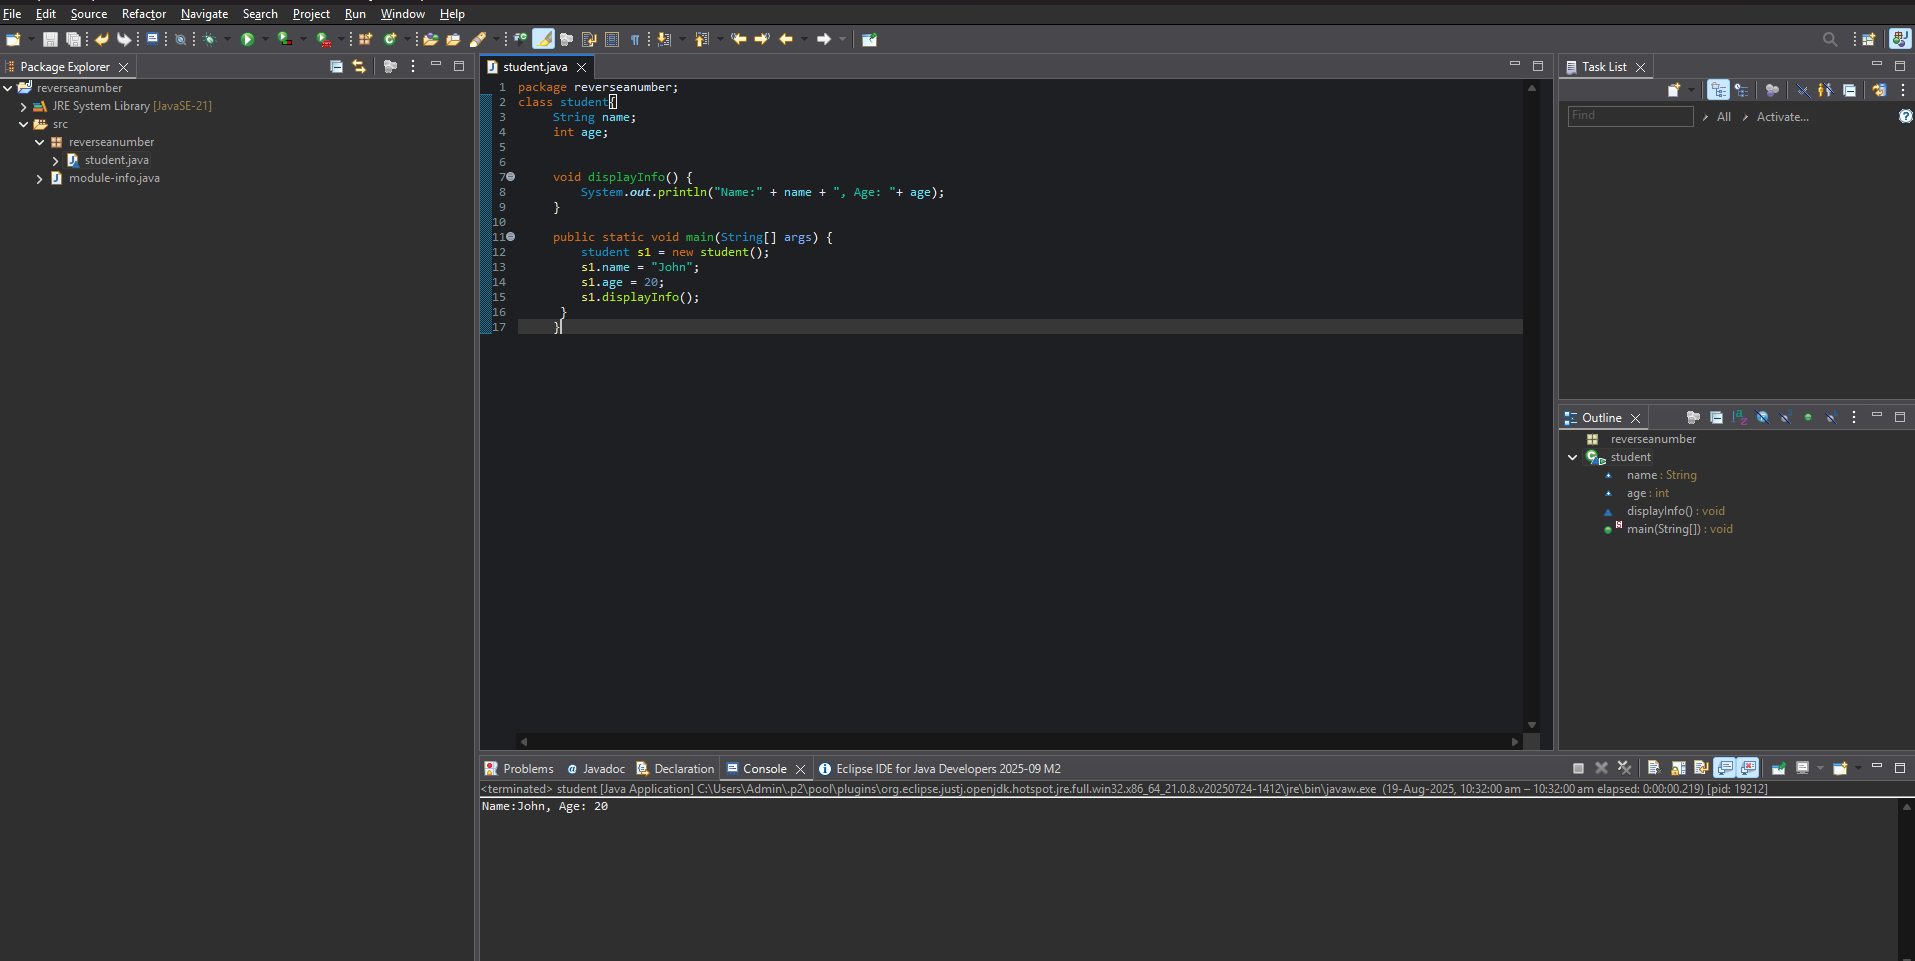 File Edit Source Refactor Navigate Search Project Run Window Help
Package Explorer
reverseanumber
JRE System Library [JavaSE-21]
src
reverseanumber
student.java
module-info.java
student.java
1 package reverseanumber;
2 class student{
3 String name;
4 int age;
5
6
7 void displayInfo() {
8 System.out.println("Name:" + name + ", Age: "+ age);
9 }
10
11 public static void main(String[] args) {
12 student s1 = new student();
13 s1.name = "John";
14 s1.age = 20;
15 s1.displayInfo();
16 }
17 }
Task List
Find All Activate...
Outline
reverseanumber
student
name : String
age : int
displayInfo() : void
main(String[]) : void
Problems Javadoc Declaration Console Eclipse IDE for Java Developers 2025-09 M2
<terminated> student [Java Application] C:\Users\Admin\.p2\pool\plugins\org.eclipse.justj.openjdk.hotspot.jre.full.win32.x86_64_21.0.8.v20250724-1412\jre\bin\javaw.exe (19-Aug-2025, 10:32:00 am – 10:32:00 am elapsed: 0:00:00.219) [pid: 19212]
Name:John, Age: 20